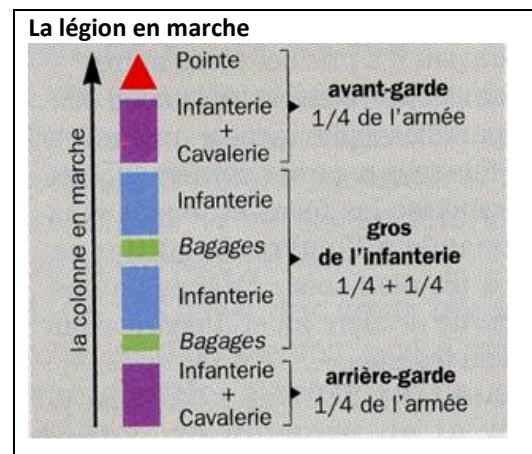 La légion en marche
la colonne en marche
Pointe
Infanterie
+
Cavalerie
avant-garde
1/4 de l'armée
Infanterie
Bagages
Infanterie
Bagages
gros
de l'infanterie
1/4 + 1/4
Infanterie
+
Cavalerie
arrière-garde
1/4 de l'armée